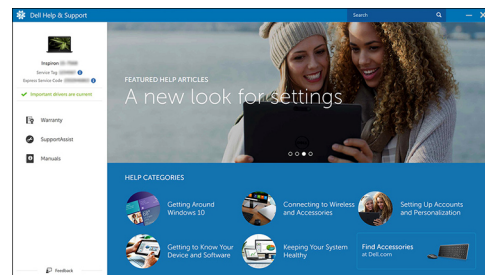 Dell Help & Support
Search
Inspiron
Service Tag
Express Service Code
Important drivers are current
Warranty
SupportAssist
Manuals
Feedback
FEATURED HELP ARTICLES
A new look for settings
HELP CATEGORIES
Getting Around
Windows 10
Connecting to Wireless
and Accessories
Setting Up Accounts
and Personalization
Getting to Know Your
Device and Software
Keeping Your System
Healthy
Find Accessories
at Dell.com